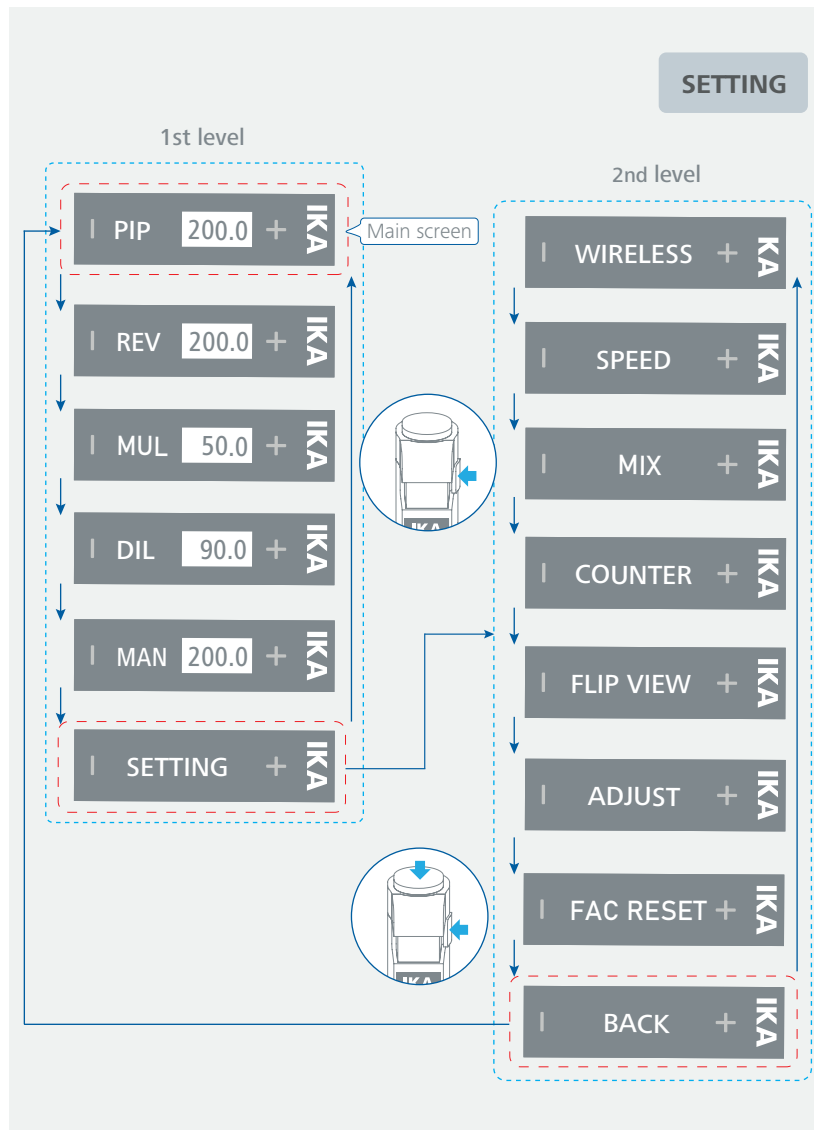 SETTING
1st level
| PIP 200.0 + IKA
Main screen
| REV 200.0 + IKA
| MUL 50.0 + IKA
| DIL 90.0 + IKA
| MAN 200.0 + IKA
| SETTING + IKA
IKA
IKA
2nd level
| WIRELESS + KA
| SPEED + IKA
| MIX + IKA
| COUNTER + IKA
| FLIP VIEW + IKA
| ADJUST + IKA
| FAC RESET + IKA
| BACK + IKA